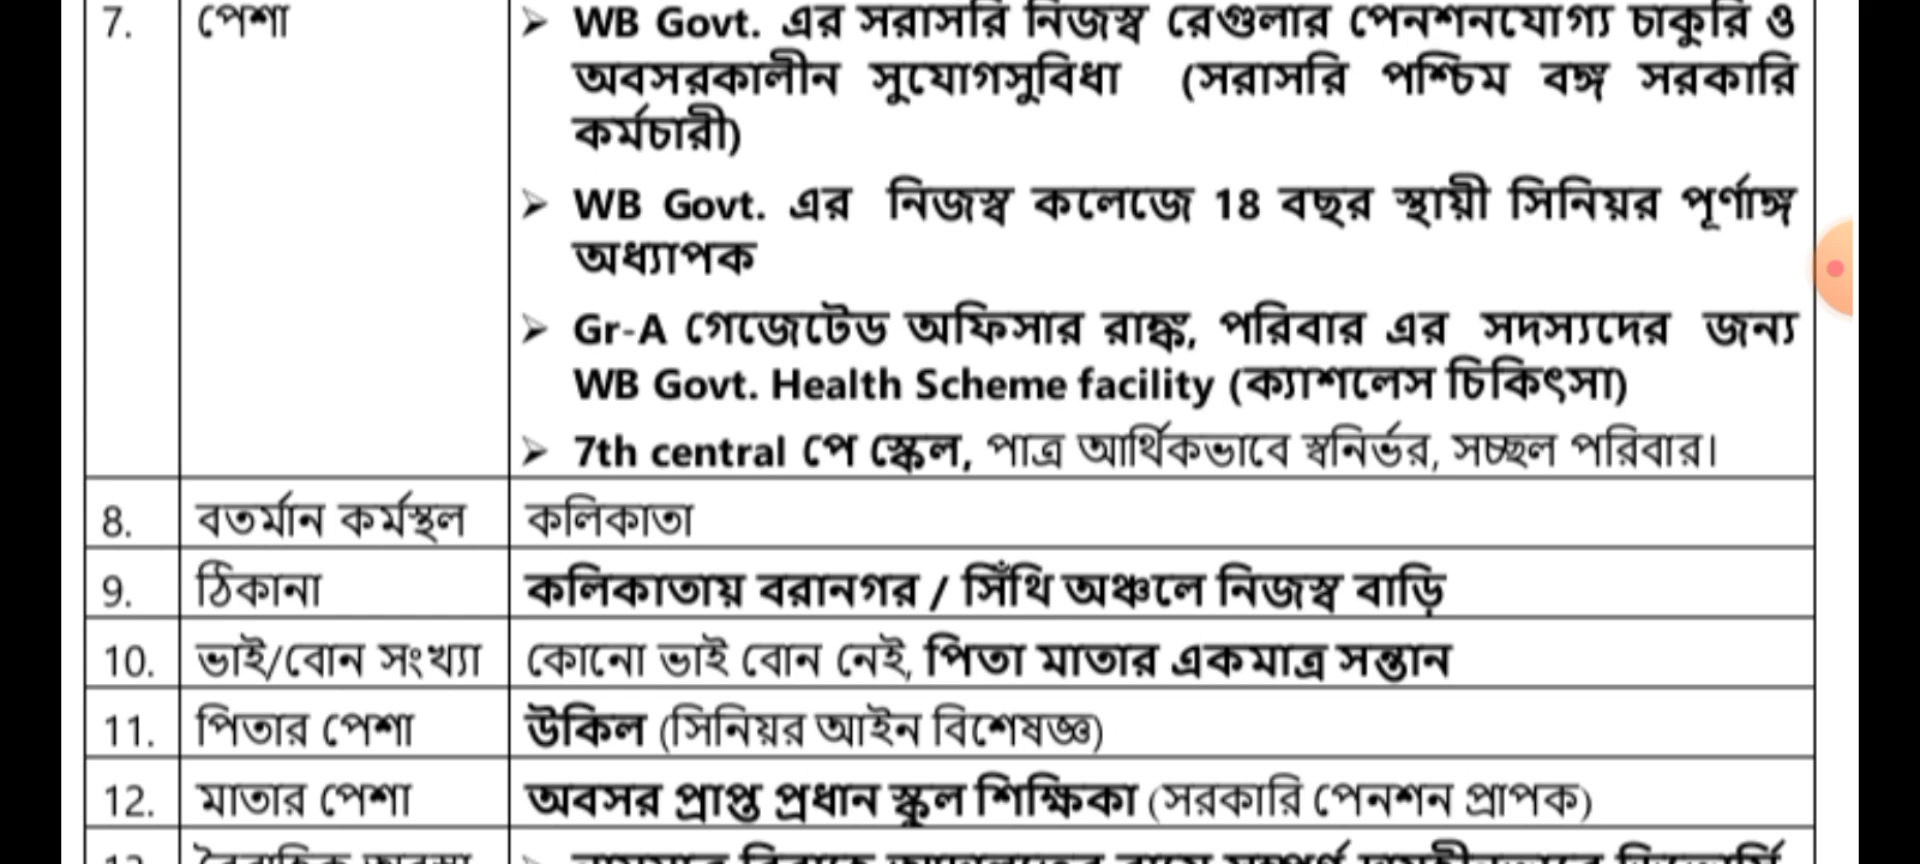 7. পেশা ➢ WB Govt. এর সরাসরি নিজস্ব রেগুলার পেনশনযোগ্য চাকুরি ও
অবসরকালীন সুযোগসুবিধা (সরাসরি পশ্চিম বঙ্গ সরকারি
কর্মচারী)
➢ WB Govt. এর নিজস্ব কলেজে 18 বছর স্থায়ী সিনিয়র পূর্ণাঙ্গ
অধ্যাপক
➢ Gr-A গেজেটেড অফিসার রাঙ্ক, পরিবার এর সদস্যদের জন্য
WB Govt. Health Scheme facility (ক্যাশলেস চিকিৎসা)
➢ 7th central পে স্কেল, পাত্র আর্থিকভাবে স্বনির্ভর, সচ্ছল পরিবার।
8. বতর্মান কর্মস্থল কলিকাতা
9. ঠিকানা কলিকাতায় বরানগর / সিঁথি অঞ্চলে নিজস্ব বাড়ি
10. ভাই/বোন সংখ্যা কোনো ভাই বোন নেই, পিতা মাতার একমাত্র সন্তান
11. পিতার পেশা উকিল (সিনিয়র আইন বিশেষজ্ঞ)
12. মাতার পেশা অবসর প্রাপ্ত প্রধান স্কুল শিক্ষিকা (সরকারি পেনশন প্রাপক)